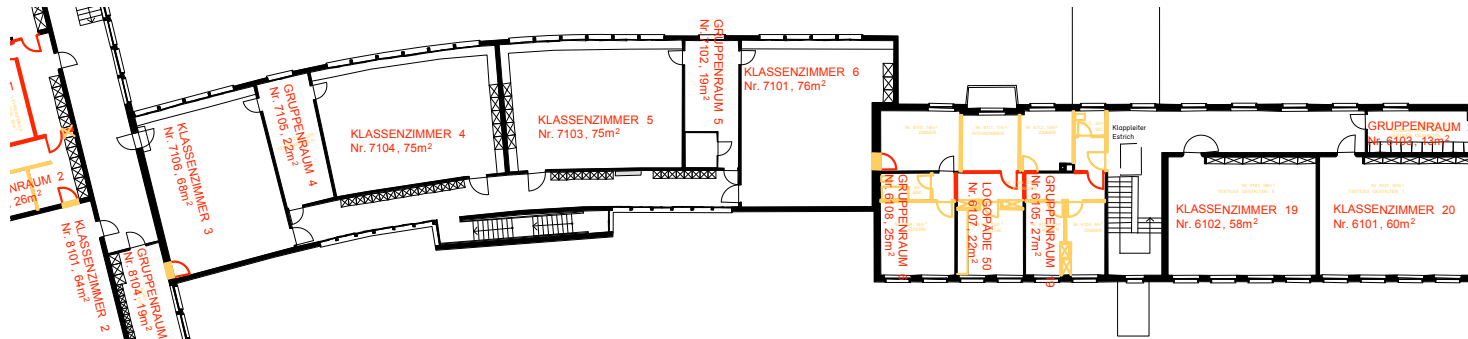 NRAUM 2
, 26m²
KLASSENZIMMER 2
Nr. 8101, 64m²
GRUPPENRAUM
Nr. 8104, 19m²
KLASSENZIMMER 3
Nr. 7106, 68m²
GRUPPENRAUM 4
Nr. 7105, 22m²
KLASSENZIMMER 4
Nr. 7104, 75m²
KLASSENZIMMER 5
Nr. 7103, 75m²
GRUPPENRAUM 5
Nr. 7102, 19m²
KLASSENZIMMER 6
Nr. 7101, 76m²
GRUPPENRAUM
Nr. 6108, 25m²
LOGOPÄDIE 50
Nr. 6107, 22m²
GRUPPENRAUM 19
Nr. 6105, 27m²
Klappleiter
Estrich
KLASSENZIMMER 19
Nr. 6102, 58m²
GRUPPENRAUM
Nr. 6103, 13m²
KLASSENZIMMER 20
Nr. 6101, 60m²